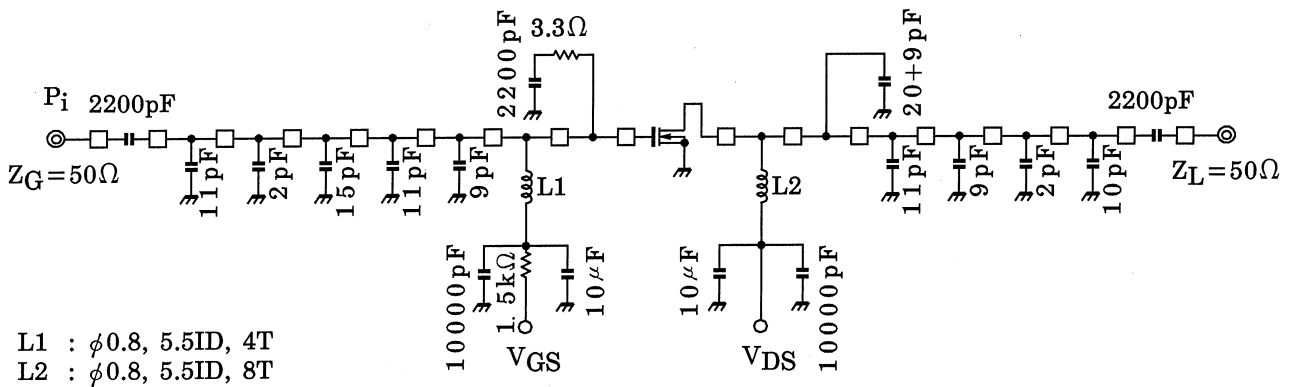 Pi
2200pF
ZG=50Ω
11pF
2pF
15pF
11pF
9pF
2200pF
3.3Ω
L1
10000pF
1.5kΩ
10μF
VGS
20+9pF
L2
10μF
10000pF
VDS
11pF
9pF
2pF
10pF
2200pF
ZL=50Ω
L1 : φ0.8, 5.5ID, 4T
L2 : φ0.8, 5.5ID, 8T